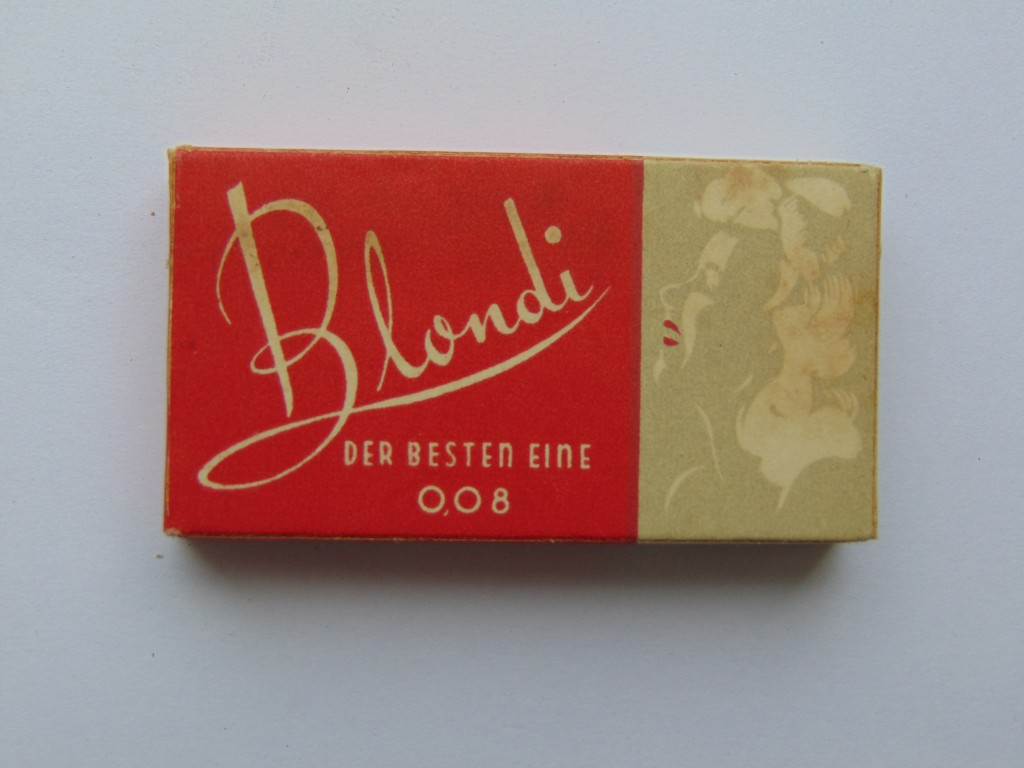 Blondi
DER BESTEN EINE
0,08